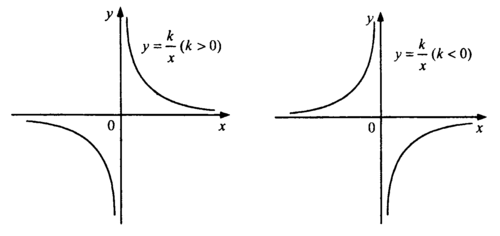 y
y = k/x (k > 0)
0
x
y
y = k/x (k < 0)
0
x